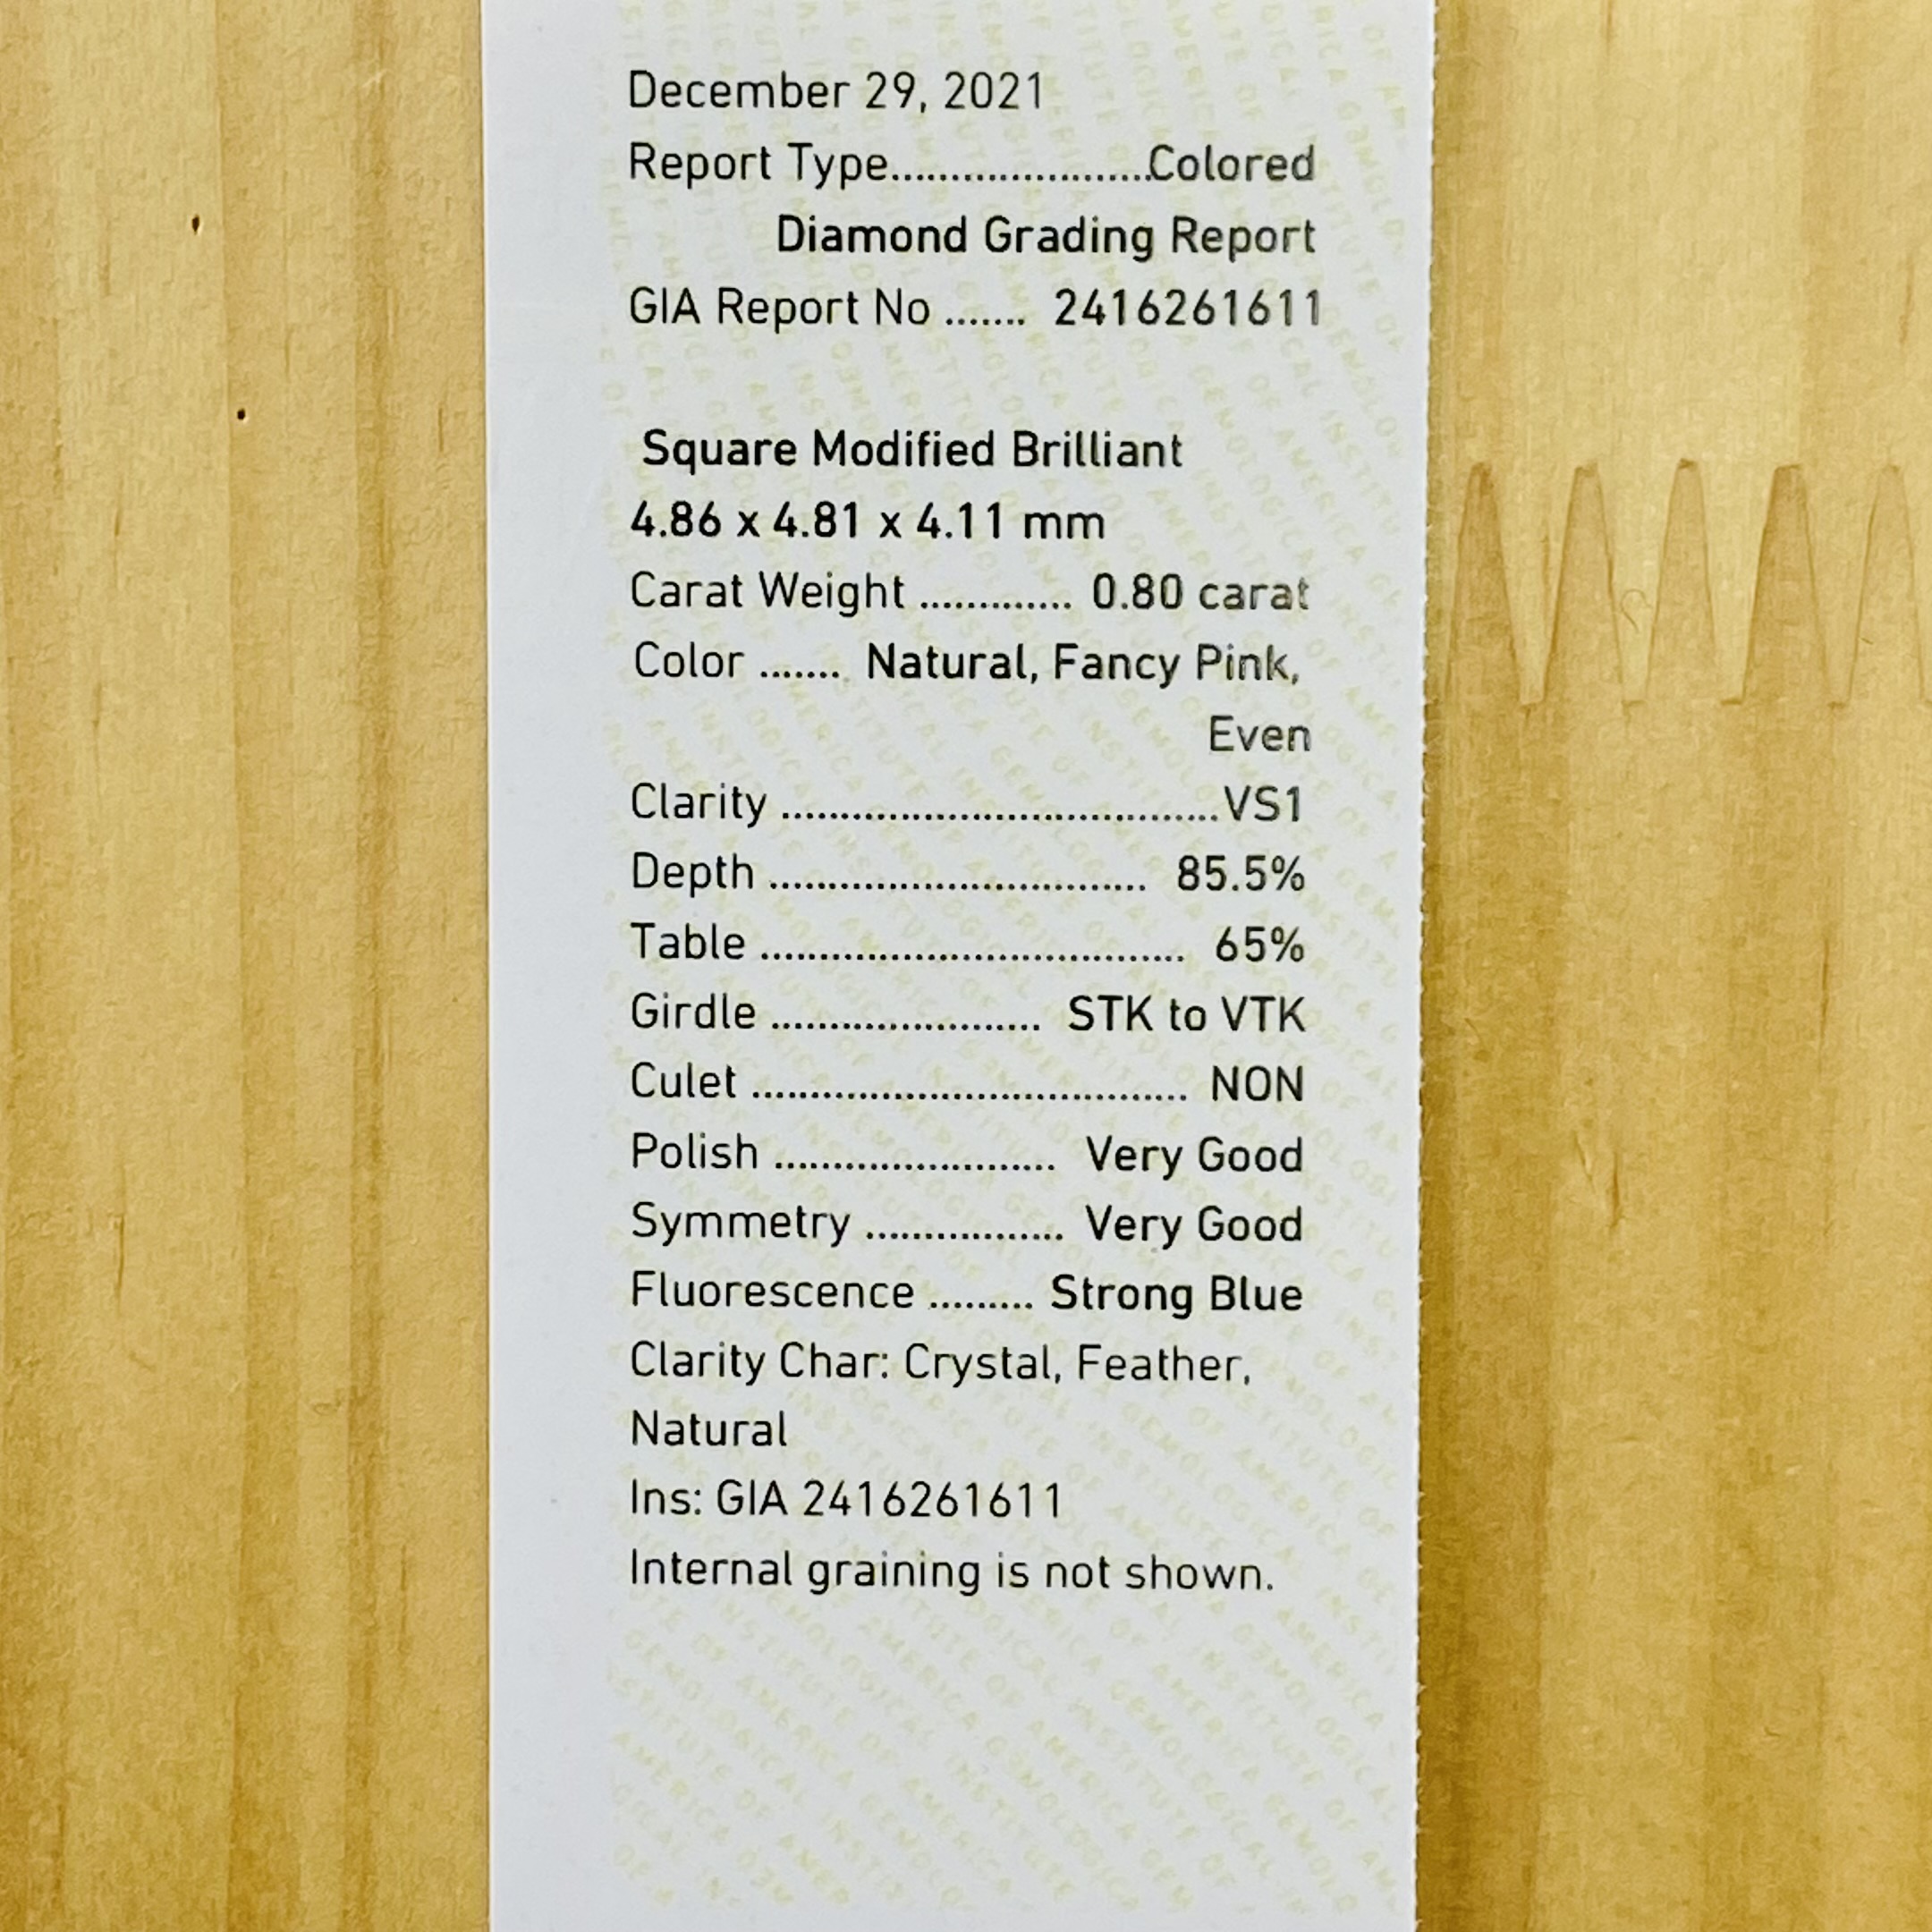 December 29, 2021
Report Type......................Colored
Diamond Grading Report
GIA Report No ....... 2416261611
Square Modified Brilliant
4.86 x 4.81 x 4.11 mm
Carat Weight ............. 0.80 carat
Color ....... Natural, Fancy Pink,
Even
Clarity .....................................VS1
Depth ................................ 85.5%
Table .................................... 65%
Girdle ....................... STK to VTK
Culet ..................................... NON
Polish ........................ Very Good
Symmetry ................. Very Good
Fluorescence ......... Strong Blue
Clarity Char: Crystal, Feather,
Natural
Ins: GIA 2416261611
Internal graining is not shown.